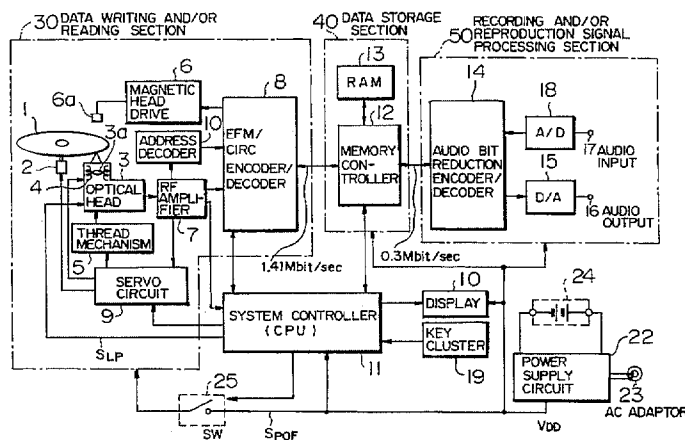 30 DATA WRITING AND/OR
READING SECTION
40 DATA STORAGE
SECTION
RECORDING AND/OR
50 REPRODUCTION SIGNAL
PROCESSING SECTION
6
MAGNETIC
HEAD
DRIVE
6a
1
2
3a
3
4
OPTICAL
HEAD
10
ADDRESS
DECODER
RF
AMPLIFIER
7
THREAD
MECHANISM
5
SERVO
CIRCUIT
9
8
EFM/
CIRC
ENCODER/
DECODER
1.41Mbit/sec
13
RAM
12
MEMORY
CON-
TROLLER
0.3Mbit/sec
14
AUDIO BIT
REDUCTION
ENCODER/
DECODER
18
A/D
17 AUDIO
INPUT
15
D/A
16 AUDIO
OUTPUT
SYSTEM CONTROLLER
(CPU)
11
10
DISPLAY
KEY
CLUSTER
19
24
22
POWER
SUPPLY
CIRCUIT
23
AC ADAPTOR
VDD
SLP
25
SW
SPOF